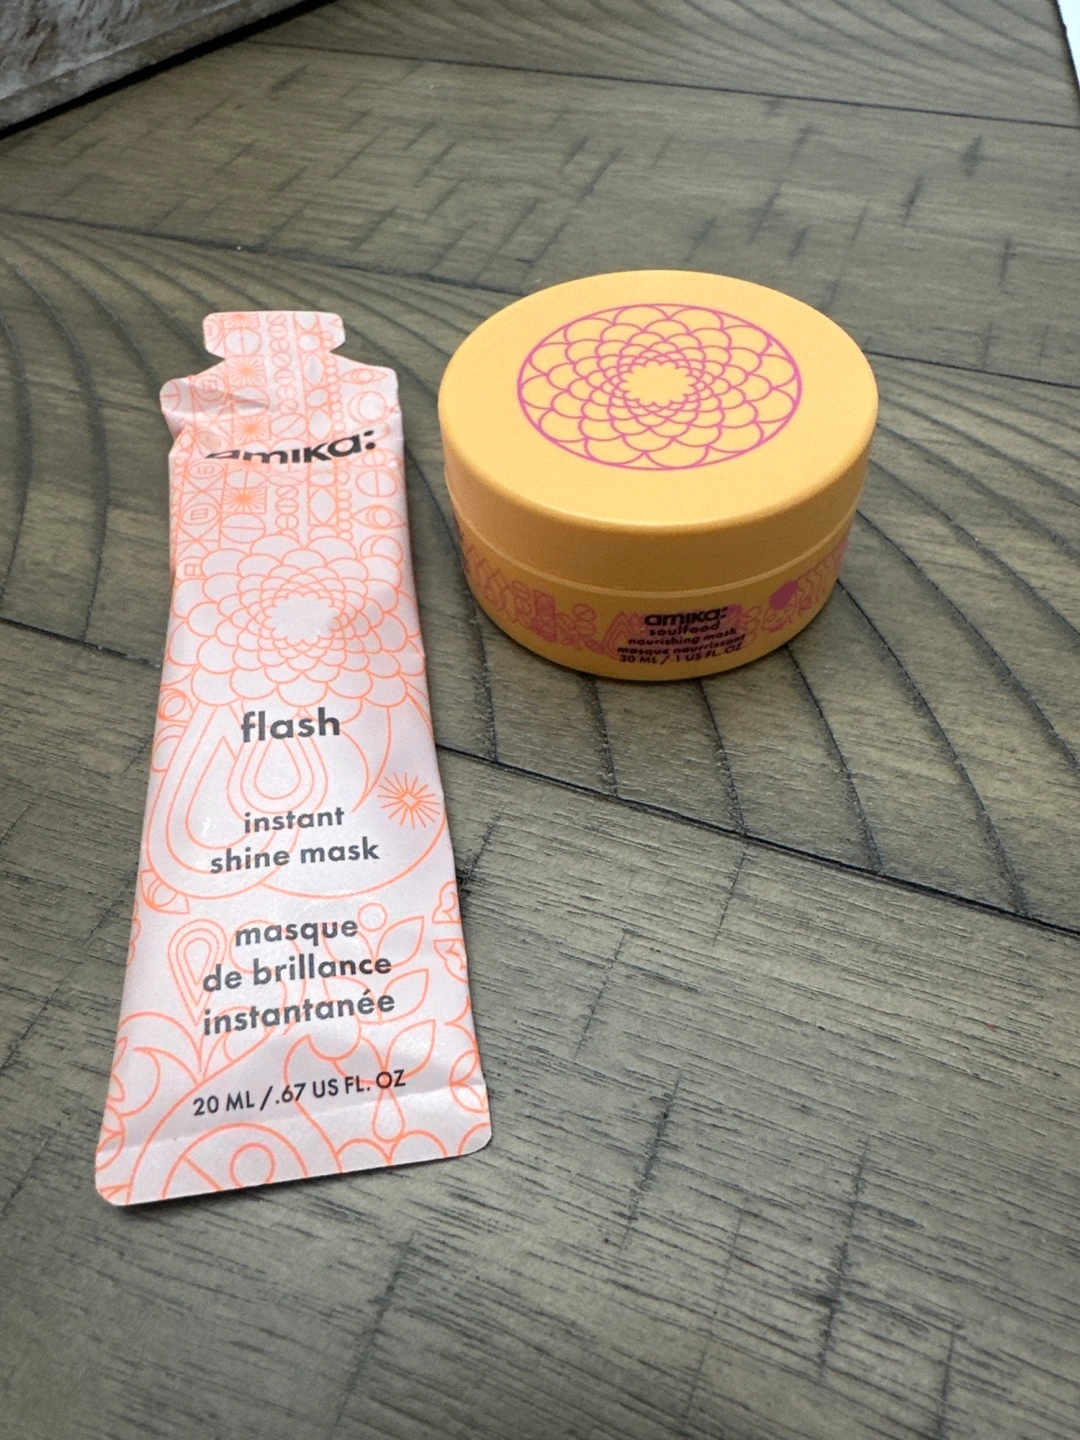 amika:
flash
instant
shine mask
masque
de brillance
instantanée
20 ML /.67 US FL. OZ
amika:
soulfood
nourishing mask
masque nourrissant
30 ML / 1 US FL. OZ